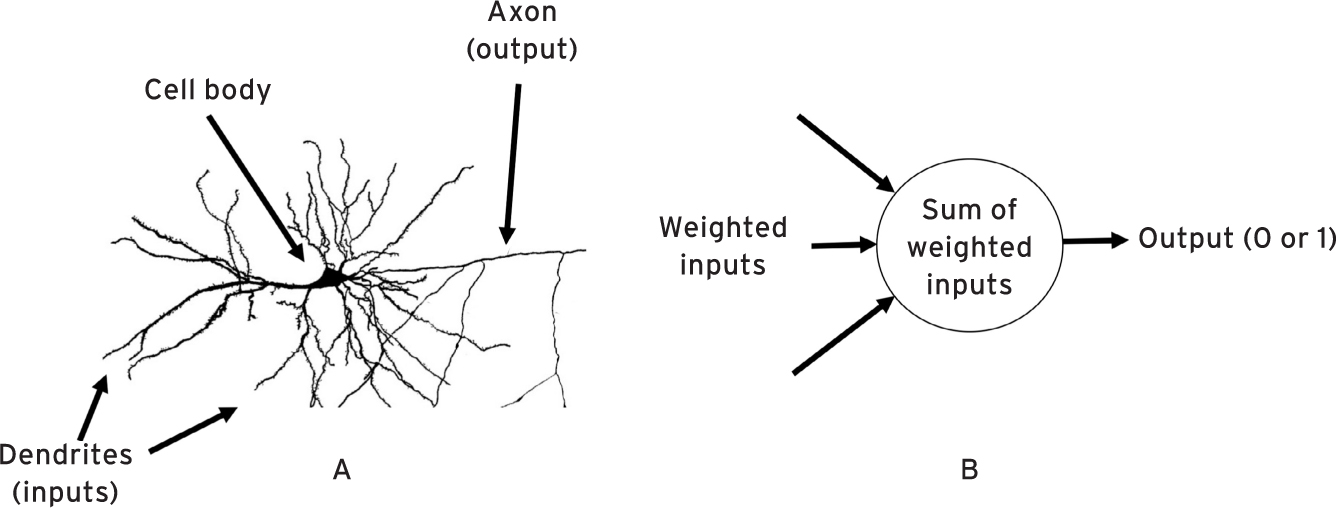 Axon
(output)
Cell body
Dendrites
(inputs)
A
Weighted
inputs
Sum of
weighted
inputs
Output (0 or 1)
B